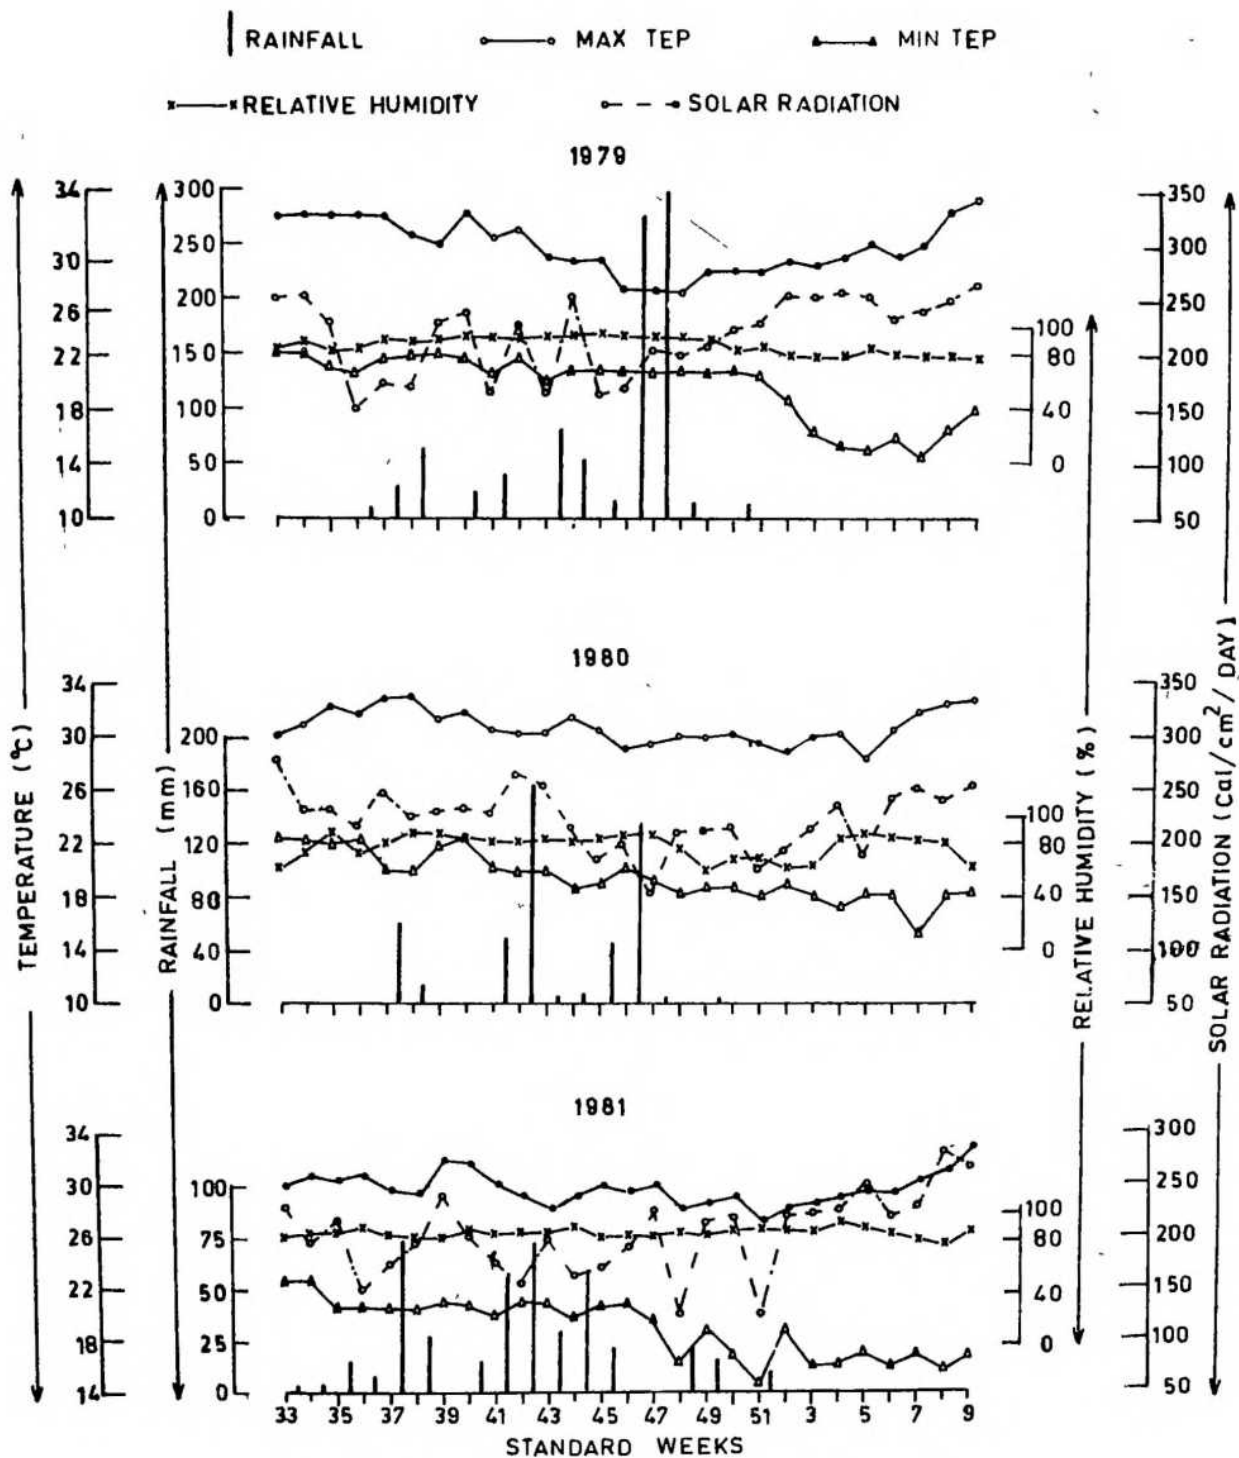 RAINFALL MAX TEP MIN TEP
RELATIVE HUMIDITY SOLAR RADIATION
1979
34 300 350
250 300
30
26 200 250
100
22 150 80 200
18 100 40 150
14 50 0 100
10 0 50
1980
34 350
30 200 300
26 160 250
100
22 120 80 200
18 80 40 150
14 40 0 100
10 0 50
1981
34 300
30 100 250
100
26 75 80 200
22 50 40 150
18 25 0 100
14 0 50
33 35 37 39 41 43 45 47 49 51 3 5 7 9
STANDARD WEEKS
TEMPERATURE (°C)
RAINFALL (mm)
RELATIVE HUMIDITY (%)
SOLAR RADIATION (Cal/cm²/DAY)